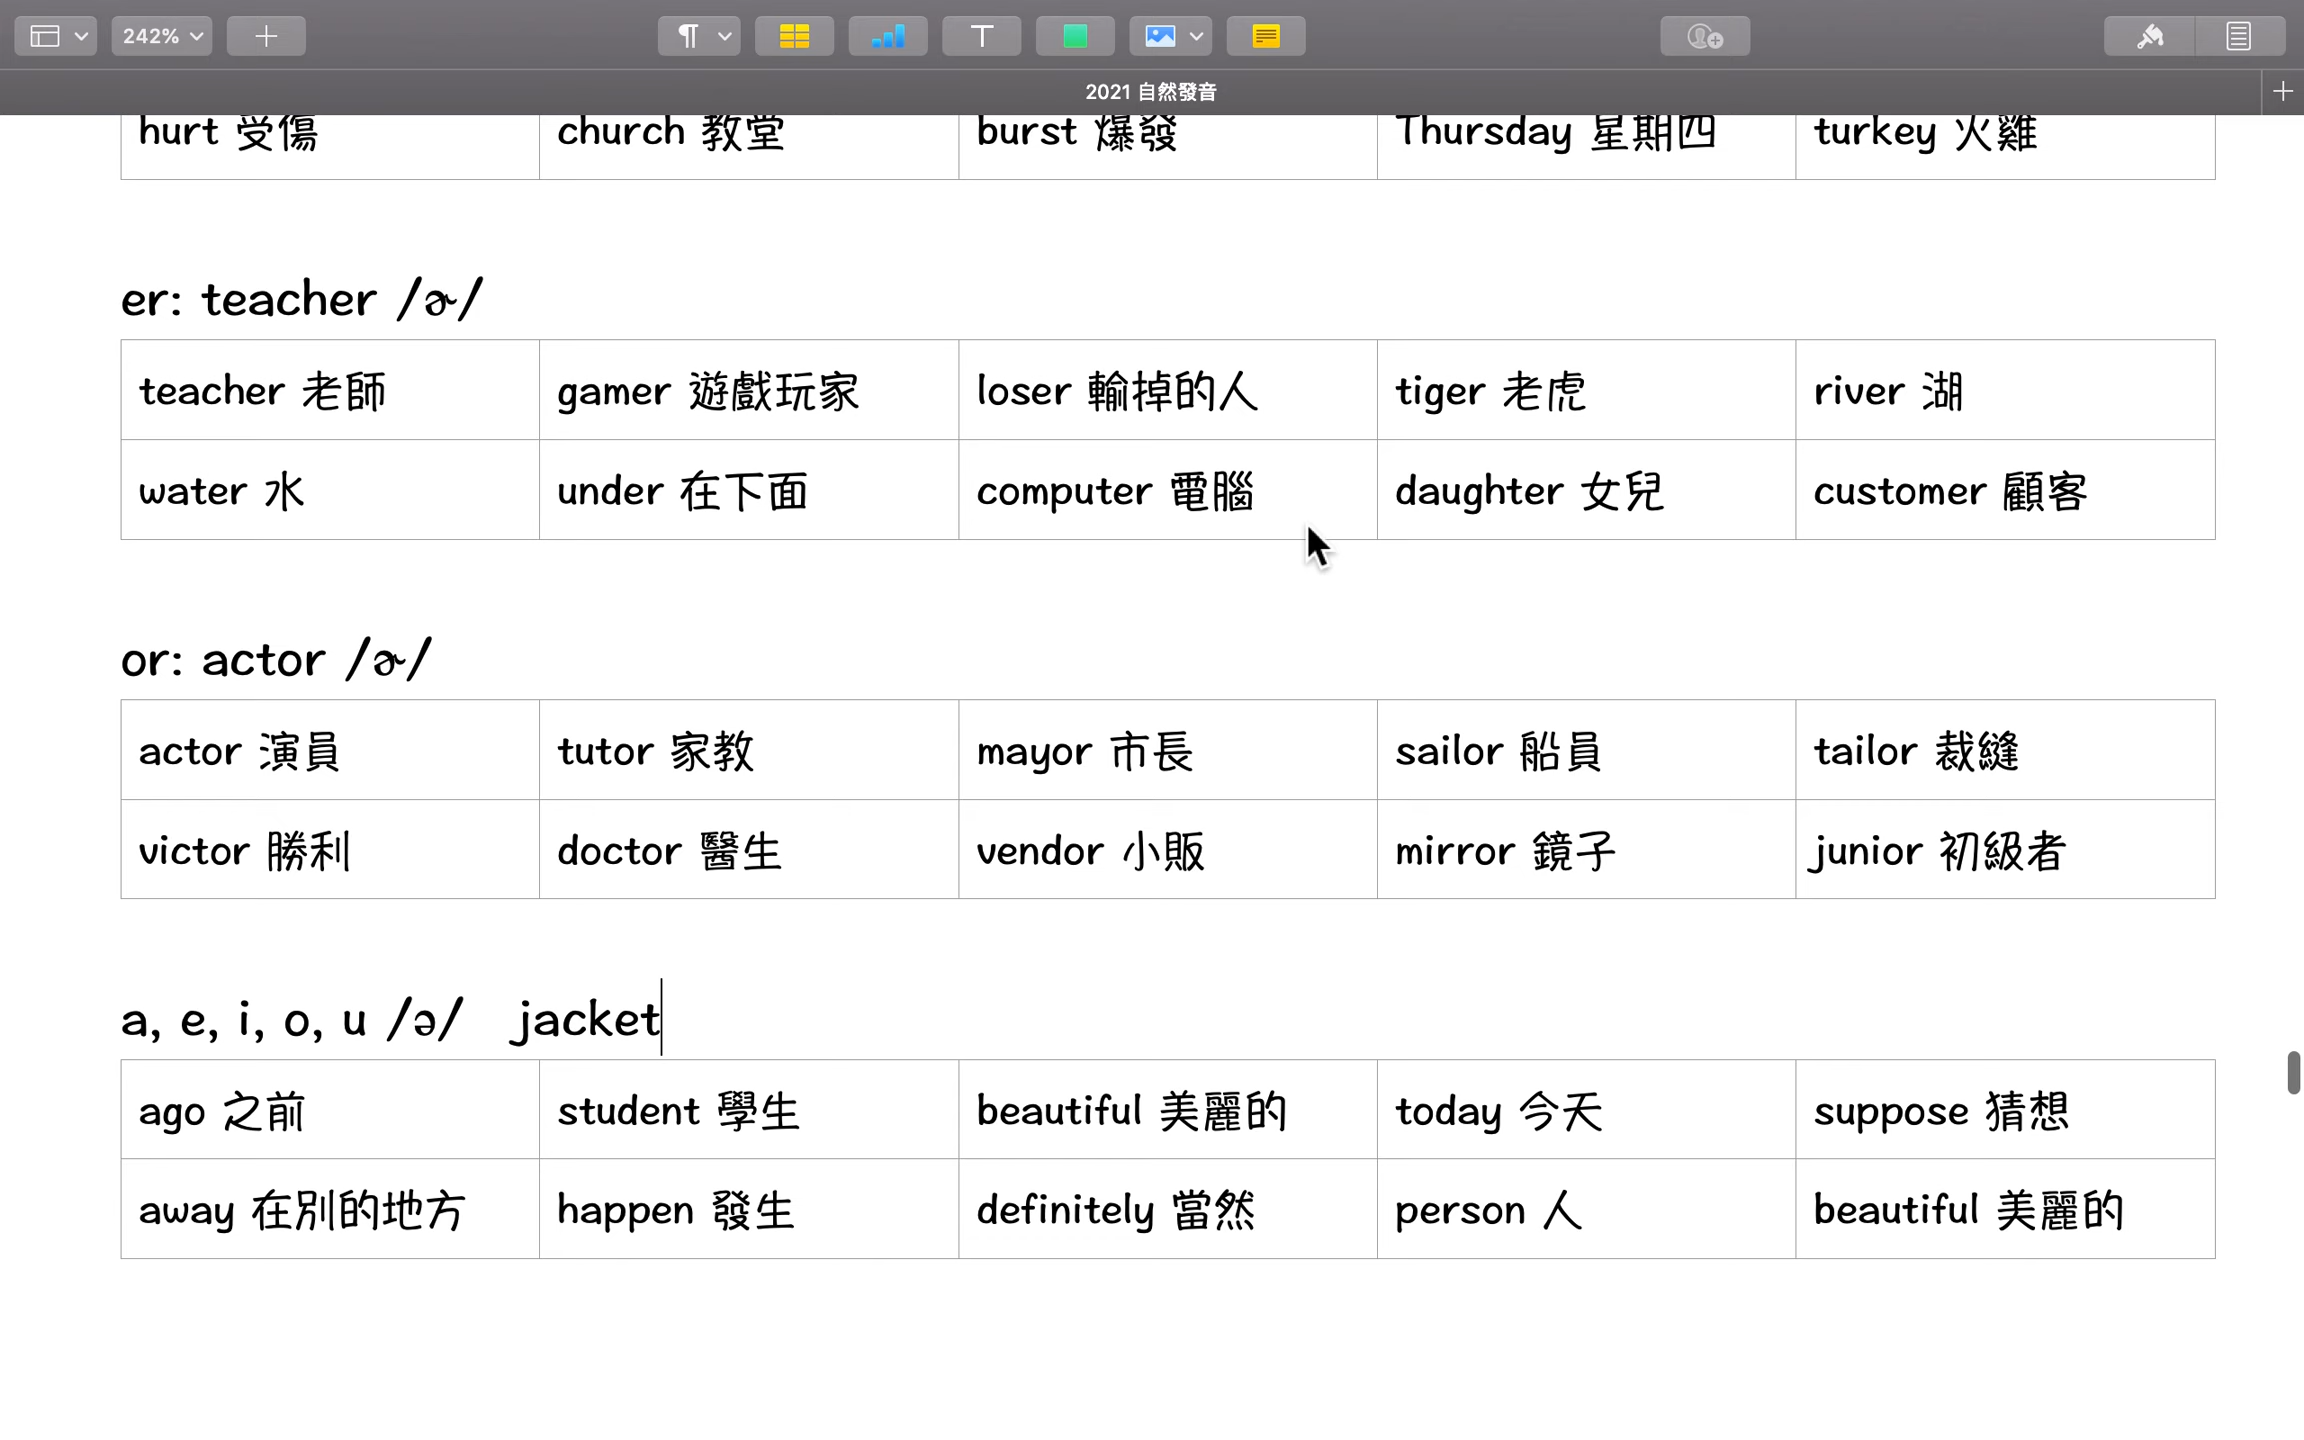 242%
2021 自然發音
hurt 受傷 church 教堂 burst 爆發 Thursday 星期四 turkey 火雞
er: teacher /ɚ/
teacher 老師 gamer 遊戲玩家 loser 輸掉的人 tiger 老虎 river 湖
water 水 under 在下面 computer 電腦 daughter 女兒 customer 顧客
or: actor /ɚ/
actor 演員 tutor 家教 mayor 市長 sailor 船員 tailor 裁縫
victor 勝利 doctor 醫生 vendor 小販 mirror 鏡子 junior 初級者
a, e, i, o, u /ə/ jacket
ago 之前 student 學生 beautiful 美麗的 today 今天 suppose 猜想
away 在別的地方 happen 發生 definitely 當然 person 人 beautiful 美麗的